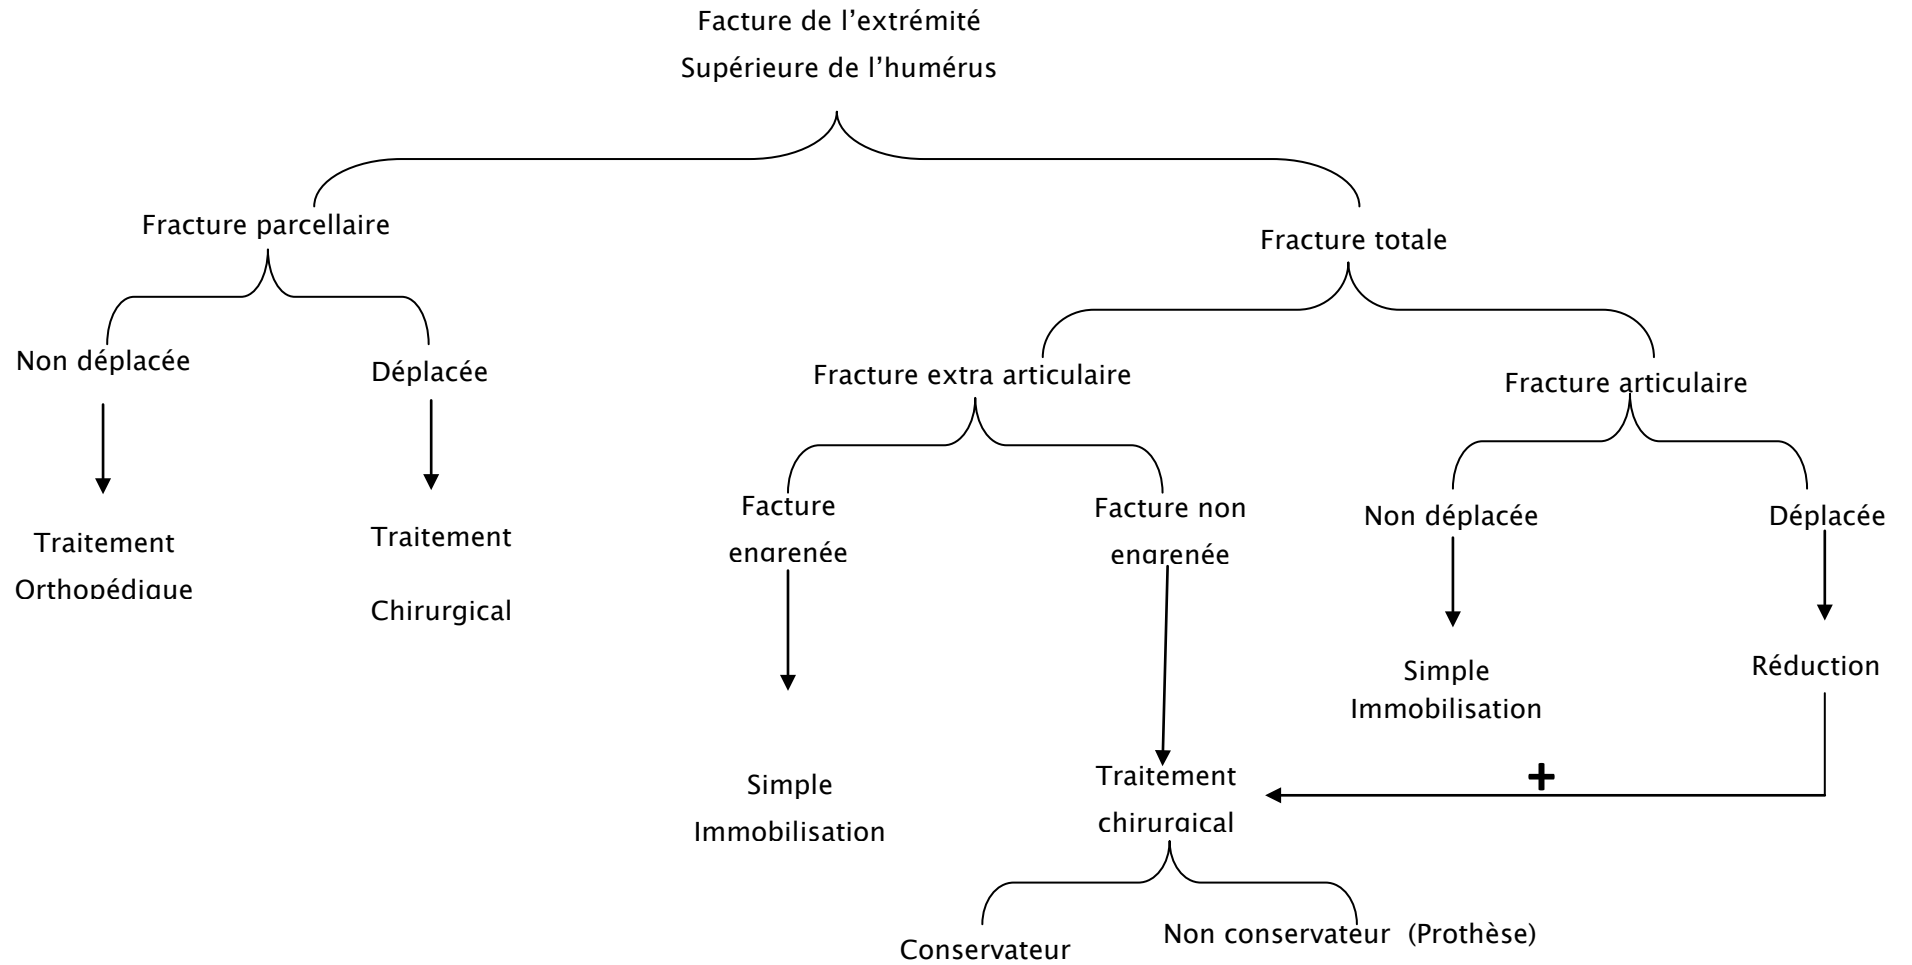 Facture de l’extrémité
Supérieure de l’humérus
Fracture parcellaire
Fracture totale
Non déplacée
Déplacée
Fracture extra articulaire
Fracture articulaire
Traitement
Orthopédique
Traitement
Chirurgical
Facture
engrenée
Facture non
engrenée
Non déplacée
Déplacée
Simple
Immobilisation
Réduction
Simple
Immobilisation
Traitement
chirurgical
+
Conservateur
Non conservateur (Prothèse)